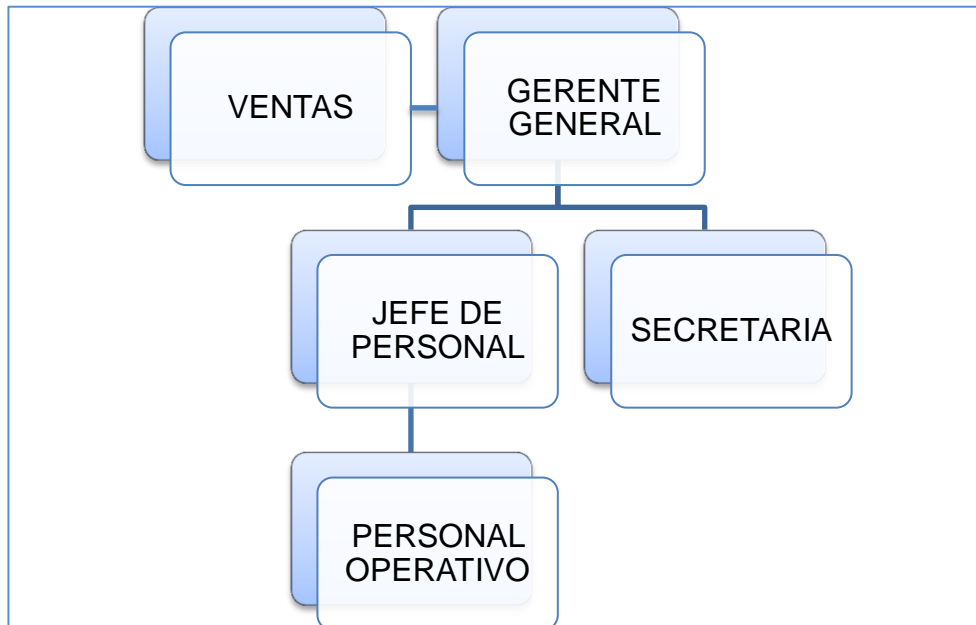 VENTAS
GERENTE
GENERAL
JEFE DE
PERSONAL
SECRETARIA
PERSONAL
OPERATIVO